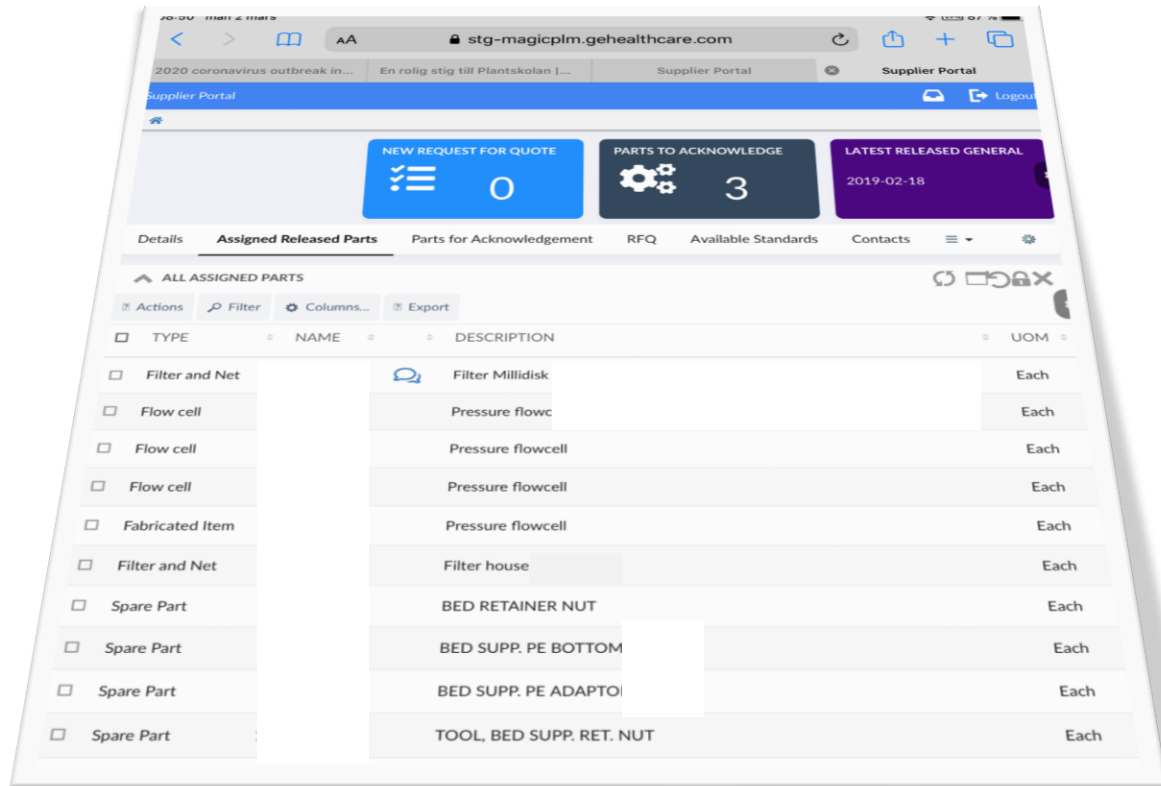 mån 2 mars
87 %
AA stg-magicplm.gehealthcare.com
2020 coronavirus outbreak in... En rolig stig till Plantskolan |... Supplier Portal Supplier Portal
Supplier Portal Logout
NEW REQUEST FOR QUOTE PARTS TO ACKNOWLEDGE LATEST RELEASED GENERAL
0 3 2019-02-18
Details Assigned Released Parts Parts for Acknowledgement RFQ Available Standards Contacts
ALL ASSIGNED PARTS
Actions Filter Columns... Export
TYPE NAME DESCRIPTION UOM
Filter and Net Filter Millidisk Each
Flow cell Pressure flowc Each
Flow cell Pressure flowcell Each
Flow cell Pressure flowcell Each
Fabricated Item Pressure flowcell Each
Filter and Net Filter house Each
Spare Part BED RETAINER NUT Each
Spare Part BED SUPP. PE BOTTOM Each
Spare Part BED SUPP. PE ADAPTO Each
Spare Part TOOL, BED SUPP. RET. NUT Each